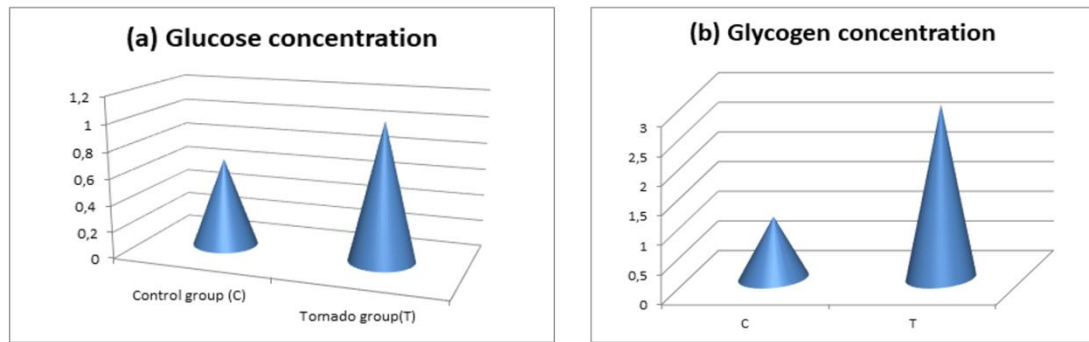 (a) Glucose concentration
1,2
1
0,8
0,6
0,4
0,2
0
Control group (C)
Tornado group(T)
(b) Glycogen concentration
3
2,5
2
1,5
1
0,5
0
C
T